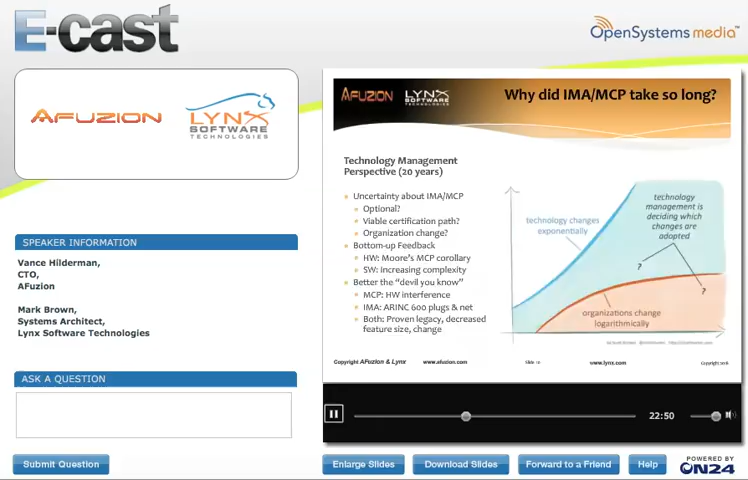 E-cast
OpenSystems media™
AFUZION
LYNX
SOFTWARE
TECHNOLOGIES
SPEAKER INFORMATION
Vance Hilderman,
CTO,
AFuzion
Mark Brown,
Systems Architect,
Lynx Software Technologies
ASK A QUESTION
Submit Question
AFUZION
LYNX
SOFTWARE
TECHNOLOGIES
Why did IMA/MCP take so long?
Technology Management
Perspective (20 years)
Uncertainty about IMA/MCP
Optional?
Viable certification path?
Organization change?
Bottom-up Feedback
HW: Moore's MCP corollary
SW: Increasing complexity
Better the "devil you know"
MCP: HW interference
IMA: ARINC 600 plugs & net
Both: Proven legacy, decreased
feature size, change
technology changes
exponentially
technology
management is
deciding which
changes are
adopted
?
?
organizations change
logarithmically
Copyright AFuzion & Lynx
www.afuzion.com
Slide
www.lynx.com
Copyright
22:50
Enlarge Slides
Download Slides
Forward to a Friend
Help
POWERED BY
ON24